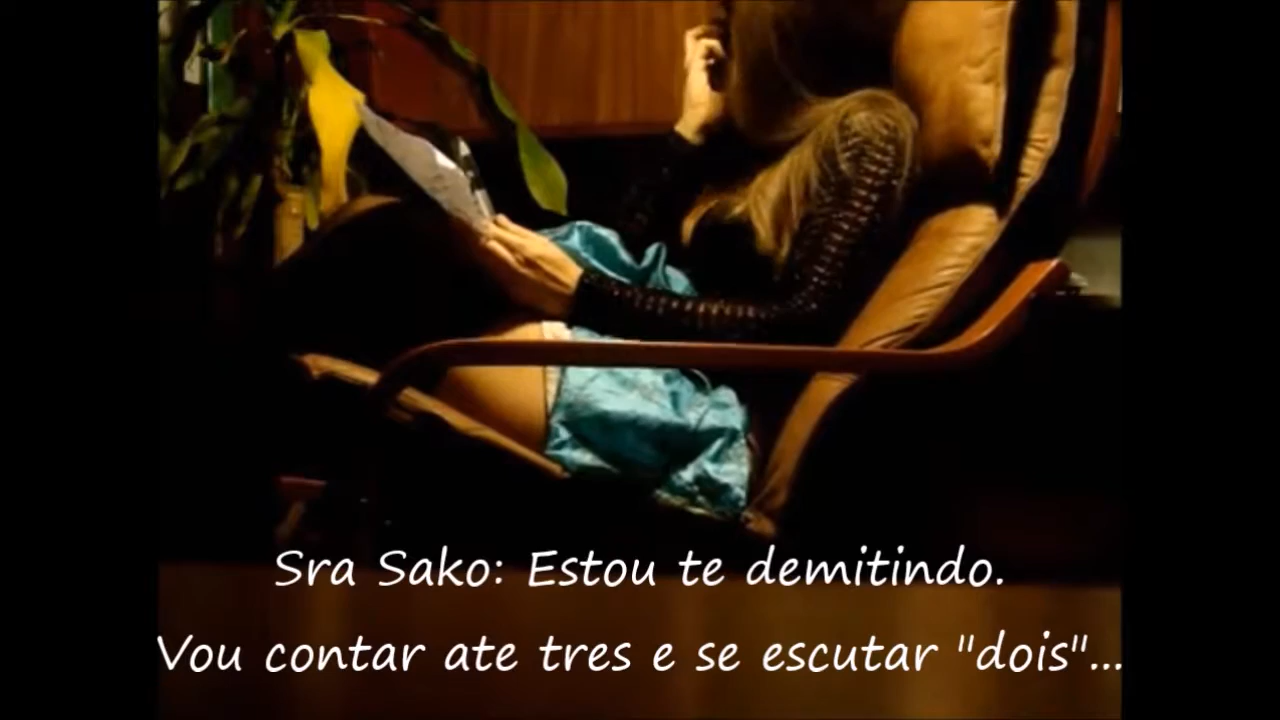 Sra Sako: Estou te demitindo.
Vou contar ate tres e se escutar "dois"...